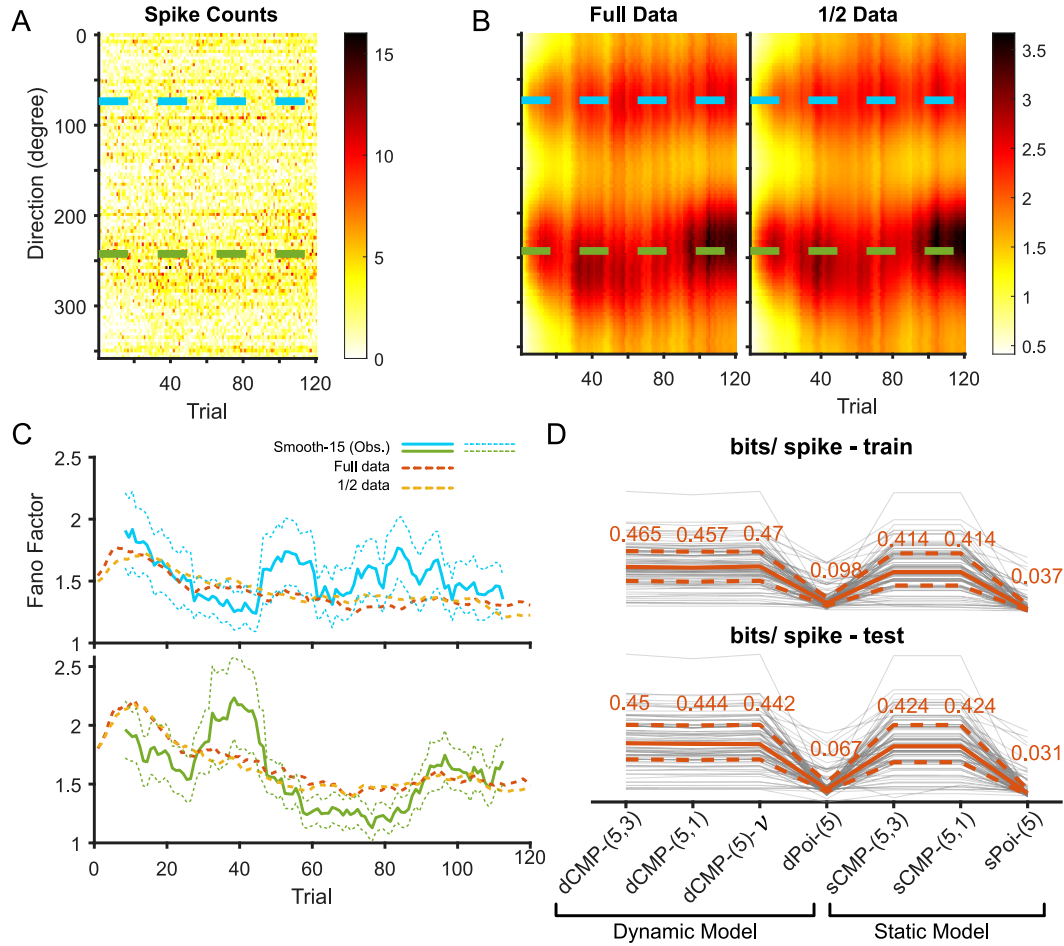 A
Spike Counts
Direction (degree)
0
100
200
300
40
80
120
Trial
15
10
5
0
B
Full Data
1/2 Data
40
80
120
40
80
120
Trial
3.5
3
2.5
2
1.5
1
0.5
C
Smooth-15 (Obs.)
Full data
1/2 data
Fano Factor
2.5
2
1.5
1
2.5
2
1.5
1
0
20
40
60
80
100
120
Trial
D
bits/ spike - train
0.465
0.457
0.47
0.098
0.414
0.414
0.037
bits/ spike - test
0.45
0.444
0.442
0.067
0.424
0.424
0.031
dCMP-(5,3)
dCMP-(5,1)
dCMP-(5)-ν
dPoi-(5)
sCMP-(5,3)
sCMP-(5,1)
sPoi-(5)
Dynamic Model
Static Model